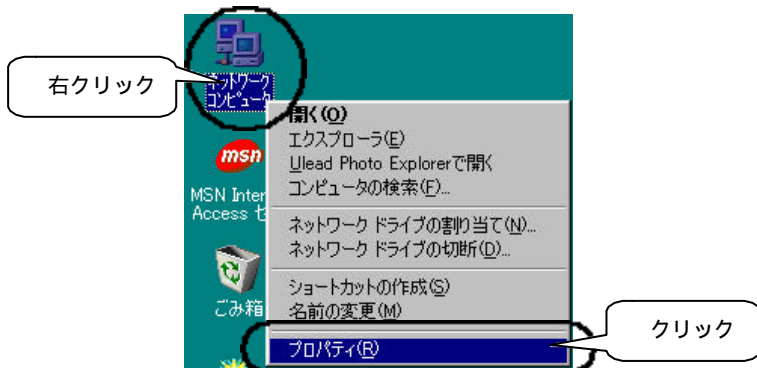 右クリック
ネットワーク
コンピュータ
開く(O)
エクスプローラ(E)
Ulead Photo Explorerで開く
コンピュータの検索(F)...
msn
MSN Inter
Access セ
ネットワーク ドライブの割り当て(N)...
ネットワーク ドライブの切断(D)...
ショートカットの作成(S)
ごみ箱
名前の変更(M)
クリック
プロパティ(R)